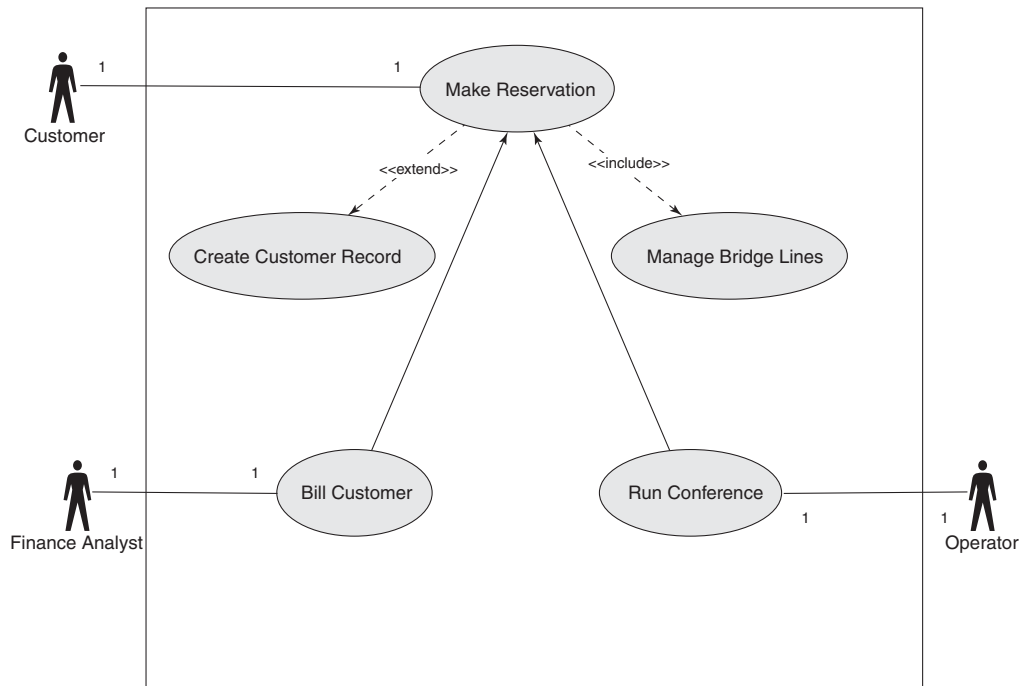 1
1
Make Reservation
Customer
<<extend>>
<<include>>
Create Customer Record
Manage Bridge Lines
1
1
Bill Customer
Run Conference
1
1
Finance Analyst
Operator